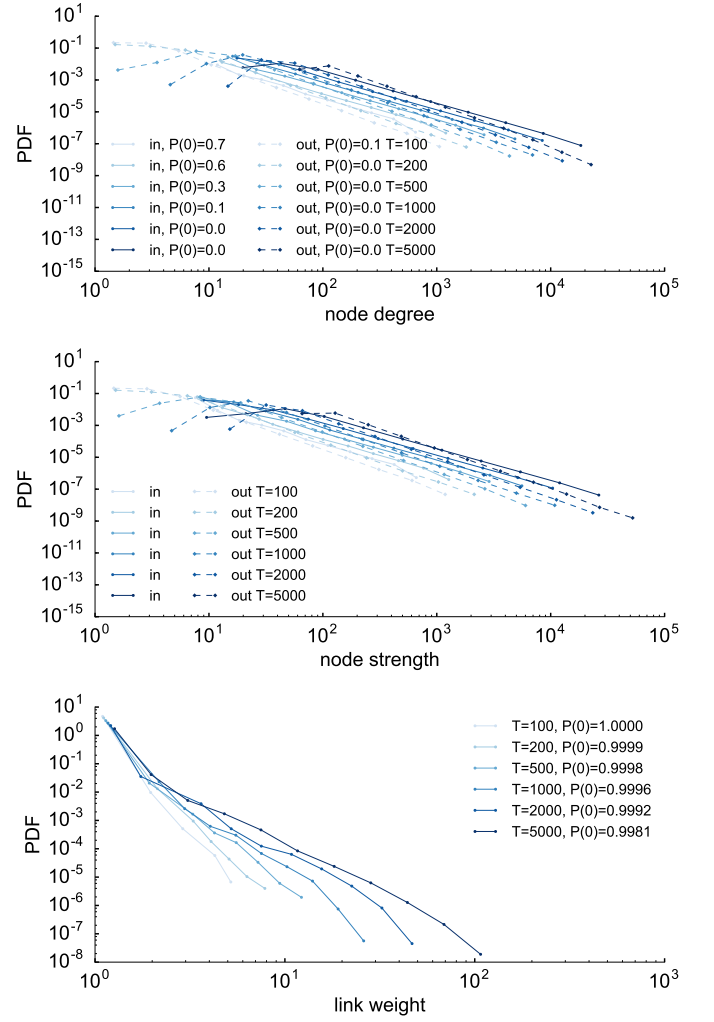 10^1
10^-1
10^-3
10^-5
10^-7
10^-9
10^-11
10^-13
10^-15
PDF
in, P(0)=0.7 out, P(0)=0.1 T=100
in, P(0)=0.6 out, P(0)=0.0 T=200
in, P(0)=0.3 out, P(0)=0.0 T=500
in, P(0)=0.1 out, P(0)=0.0 T=1000
in, P(0)=0.0 out, P(0)=0.0 T=2000
in, P(0)=0.0 out, P(0)=0.0 T=5000
10^0 10^1 10^2 10^3 10^4 10^5
node degree
10^1
10^-1
10^-3
10^-5
10^-7
10^-9
10^-11
10^-13
10^-15
PDF
in out T=100
in out T=200
in out T=500
in out T=1000
in out T=2000
in out T=5000
10^0 10^1 10^2 10^3 10^4 10^5
node strength
10^1
10^0
10^-1
10^-2
10^-3
10^-4
10^-5
10^-6
10^-7
10^-8
PDF
T=100, P(0)=1.0000
T=200, P(0)=0.9999
T=500, P(0)=0.9998
T=1000, P(0)=0.9996
T=2000, P(0)=0.9992
T=5000, P(0)=0.9981
10^0 10^1 10^2 10^3
link weight